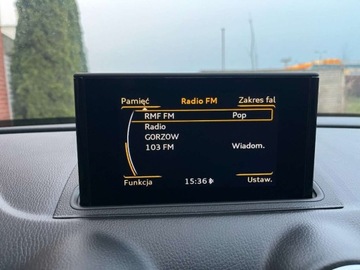 Pamięć Radio FM Zakres fal
RMF FM Pop
Radio
GORZOW
103 FM Wiadom.
Funkcja 15:36 Ustaw.